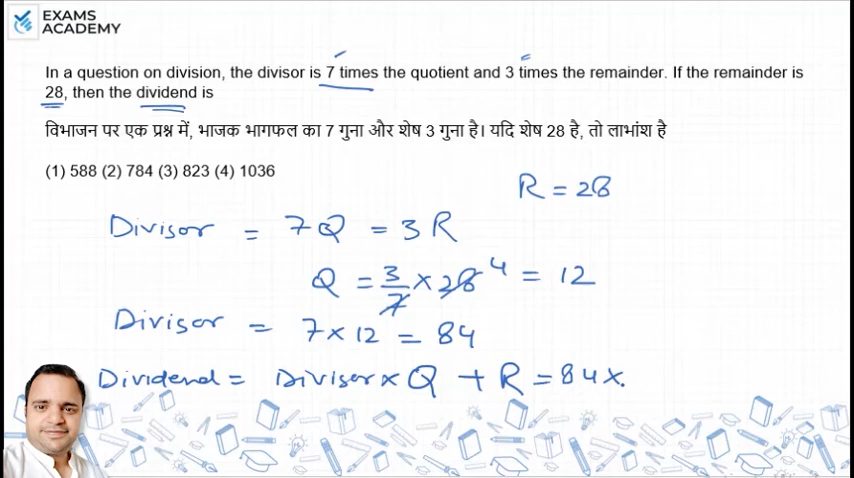 EXAMS
ACADEMY
In a question on division, the divisor is 7 times the quotient and 3 times the remainder. If the remainder is
28, then the dividend is
विभाजन पर एक प्रश्न में, भाजक भागफल का 7 गुना और शेष 3 गुना है। यदि शेष 28 है, तो लाभांश है
(1) 588 (2) 784 (3) 823 (4) 1036
R = 28
Divisor = 7Q = 3R
Q = 3/7 × 28 4 = 12
Divisor = 7 × 12 = 84
Dividend = Divisor × Q + R = 84 ×.